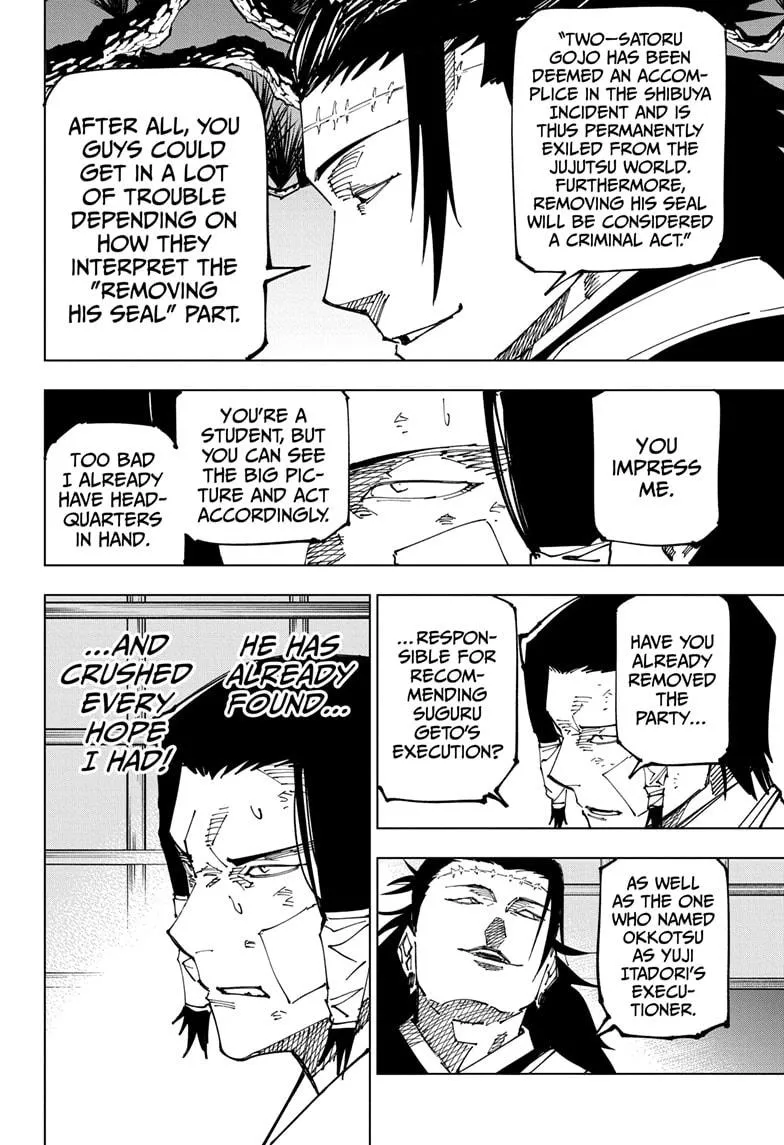 "TWO—SATORU
GOJO HAS BEEN
DEEMED AN ACCOM-
PLICE IN THE SHIBUYA
INCIDENT AND IS
THUS PERMANENTLY
EXILED FROM THE
JUJUTSU WORLD.
FURTHERMORE,
REMOVING HIS SEAL
WILL BE CONSIDERED
A CRIMINAL ACT."
AFTER ALL, YOU
GUYS COULD
GET IN A LOT
OF TROUBLE
DEPENDING ON
HOW THEY
INTERPRET THE
"REMOVING
HIS SEAL" PART.
YOU
IMPRESS
ME.
YOU'RE A
STUDENT, BUT
YOU CAN SEE
THE BIG PIC-
TURE AND ACT
ACCORDINGLY.
TOO BAD
I ALREADY
HAVE HEAD-
QUARTERS
IN HAND.
HAVE YOU
ALREADY
REMOVED
THE
PARTY...
...RESPON-
SIBLE FOR
RECOM-
MENDING
SUGURU
GETO'S
EXECUTION?
AS WELL
AS THE ONE
WHO NAMED
OKKOTSU
AS YUJI
ITADORI'S
EXECU-
TIONER.
HE HAS
ALREADY
FOUND...
...AND
CRUSHED
EVERY
HOPE
I HAD!